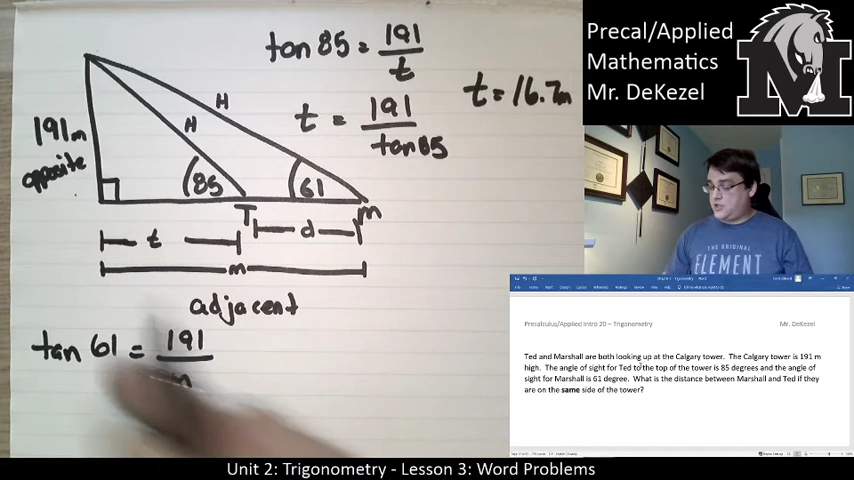 tan 85 = 191
t
t = 191
tan 85
t = 16.7m
191m
opposite
H
H
85
61
T
M
t
d
m
adjacent
tan 61 = 191
m
Precal/Applied
Mathematics
Mr. DeKezel
THE ORIGINAL
ELEMENT
Precalculus/Applied Intro 20 – Trigonometry
Mr. DeKezel
Ted and Marshall are both looking up at the Calgary tower. The Calgary tower is 191 m
high. The angle of sight for Ted to the top of the tower is 85 degrees and the angle of
sight for Marshall is 61 degree. What is the distance between Marshall and Ted if they
are on the same side of the tower?
Unit 2: Trigonometry - Lesson 3: Word Problems